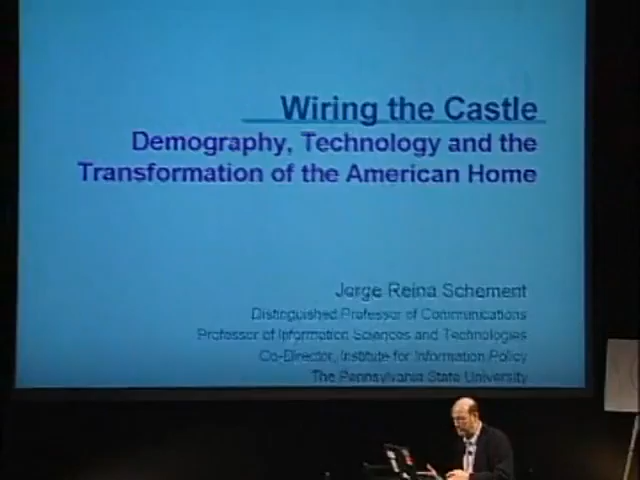 Wiring the Castle
Demography, Technology and the
Transformation of the American Home
Jorge Reina Schement
Distinguished Professor of Communications
Professor of Information Sciences and Technologies
Co-Director, Institute for Information Policy
The Pennsylvania State University